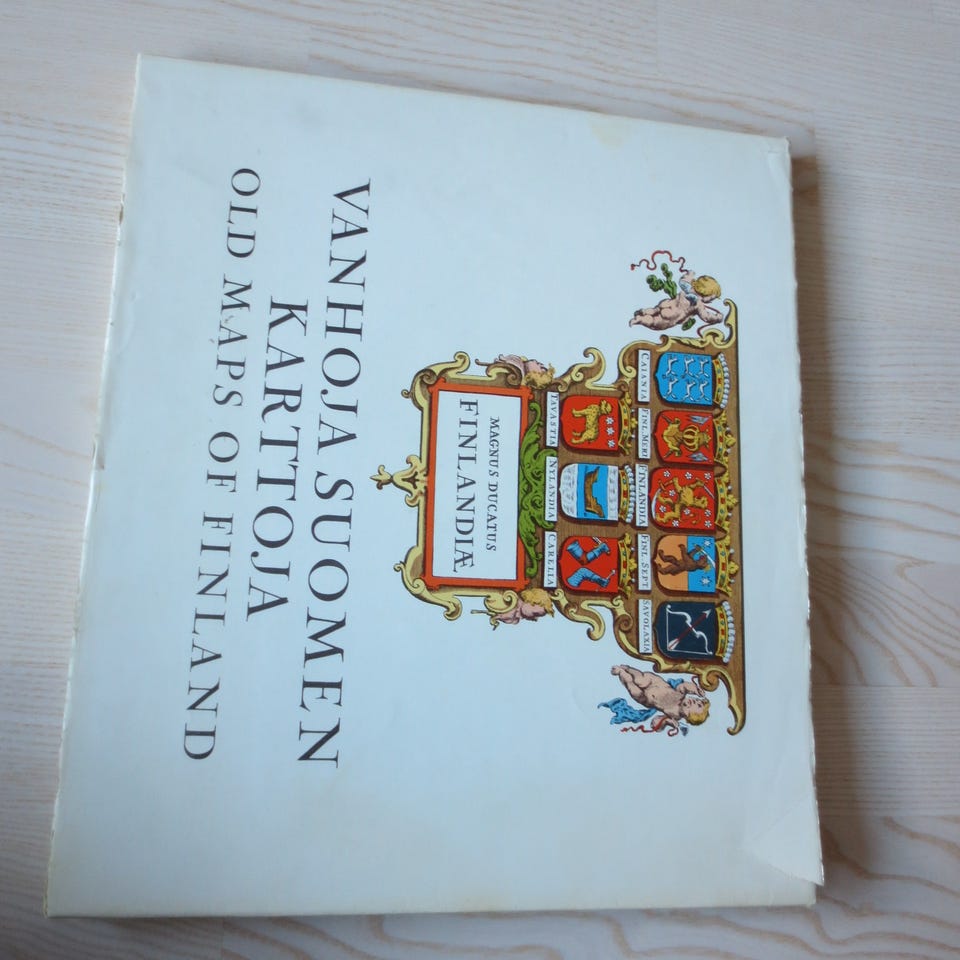 CAIANIA FINL. MERI FINLANDIA FINL. SEPT. SAVOLAXIA
TAVASTIA NYLANDIA CARELIA
MAGNUS DUCATUS
FINLANDIÆ
VANHOJA SUOMEN
KARTTOJA
OLD MAPS OF FINLAND